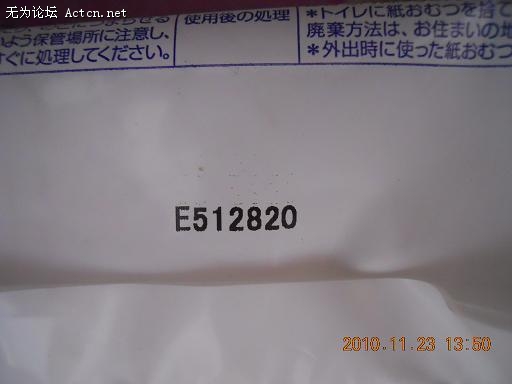 无为论坛 Actcn.net
いよう保管場所に注意し、
すぐに処理してください。
使用後の処理
*トイレに紙おむつを捨て
廃棄方法は、お住まいの地
*外出時に使った紙おむつ
E512820
2010.11.23 13:50